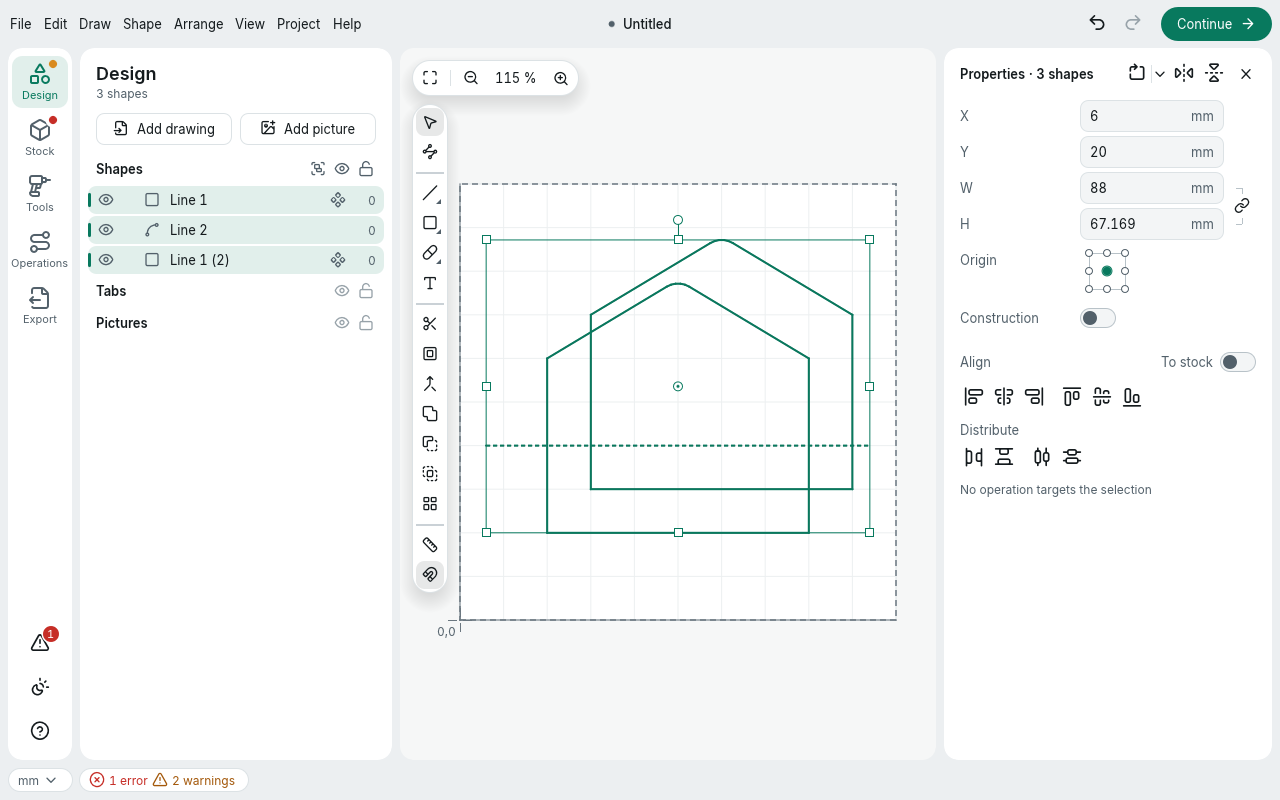 File Edit Draw Shape Arrange View Project Help
Untitled
Continue
Design
Stock
Tools
Operations
Export
1
Design
3 shapes
Add drawing
Add picture
Shapes
Line 1 0
Line 2 0
Line 1 (2) 0
Tabs
Pictures
115 %
0,0
Properties · 3 shapes
X 6 mm
Y 20 mm
W 88 mm
H 67.169 mm
Origin
Construction
Align To stock
Distribute
No operation targets the selection
mm
1 error 2 warnings